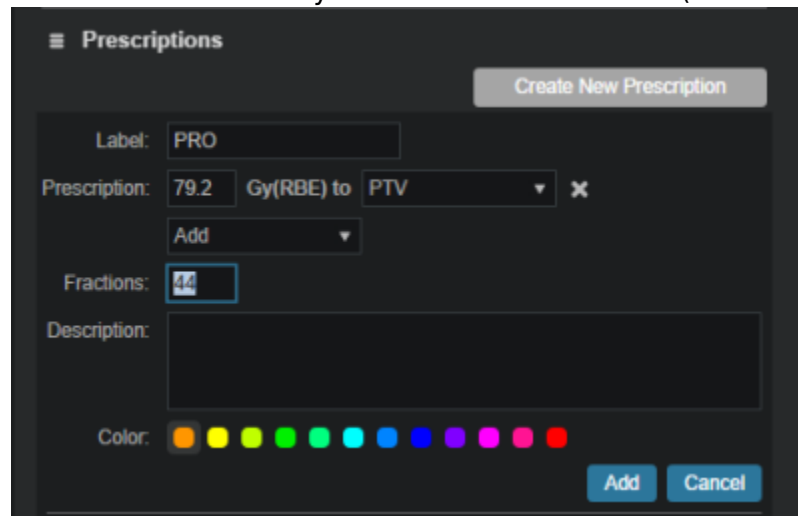 Prescriptions
Create New Prescription
Label: PRO
Prescription: 79.2 Gy(RBE) to PTV
Add
Fractions: 44
Description:
Color:
Add Cancel